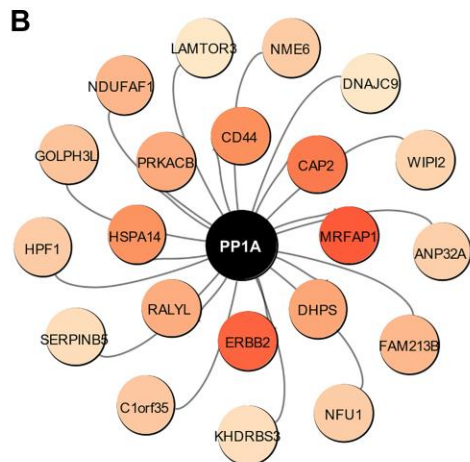 B
LAMTOR3
NME6
NDUFAF1
DNAJC9
CD44
GOLPH3L
PRKACB
CAP2
WIPI2
HSPA14
MRFAP1
HPF1
PP1A
ANP32A
RALYL
DHPS
SERPINB5
ERBB2
FAM213B
C1orf35
NFU1
KHDRBS3